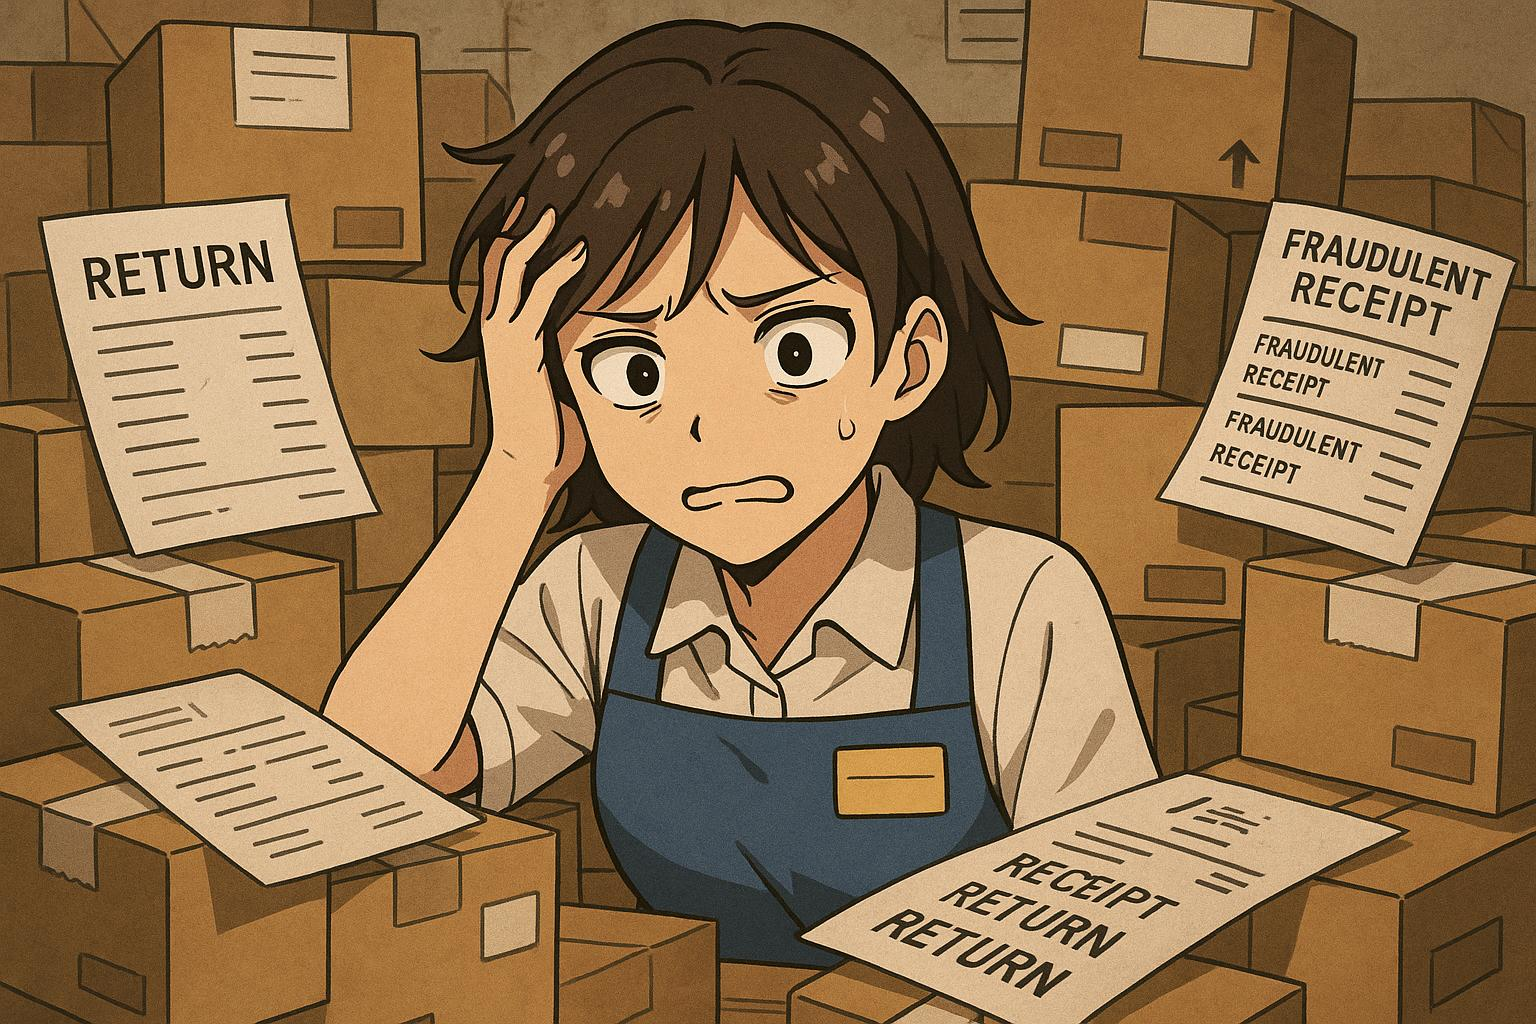 RETURN
FRAUDULENT
RECEIPT
FRAUDULENT
RECEIPT
FRAUDULENT
RECEIPT
RECEIPT
RETURN
RETURN